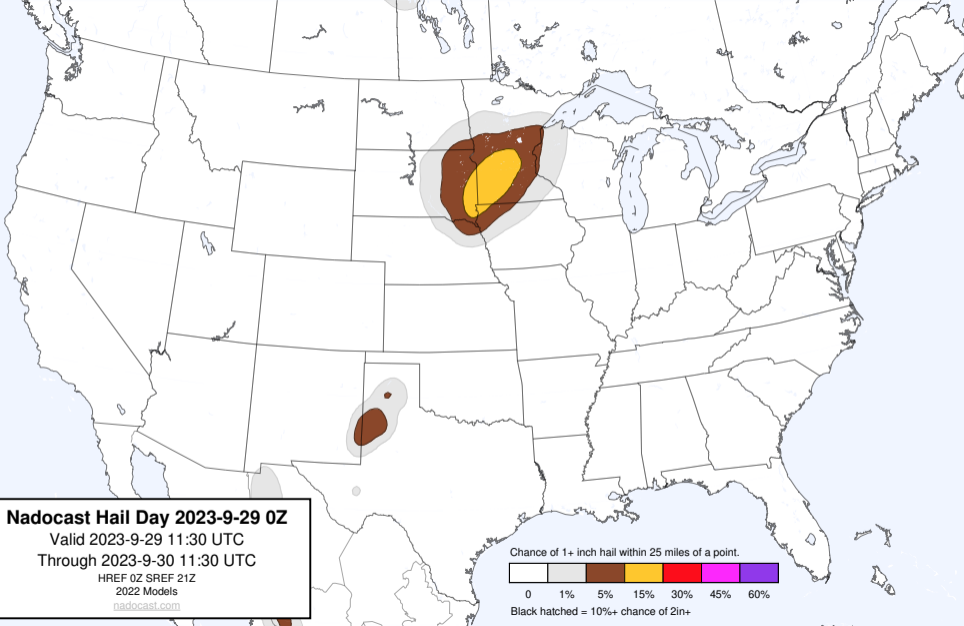 Nadocast Hail Day 2023-9-29 0Z
Valid 2023-9-29 11:30 UTC
Through 2023-9-30 11:30 UTC
HREF 0Z SREF 21Z
2022 Models
nadocast.com
Chance of 1+ inch hail within 25 miles of a point.
0 1% 5% 15% 30% 45% 60%
Black hatched = 10%+ chance of 2in+